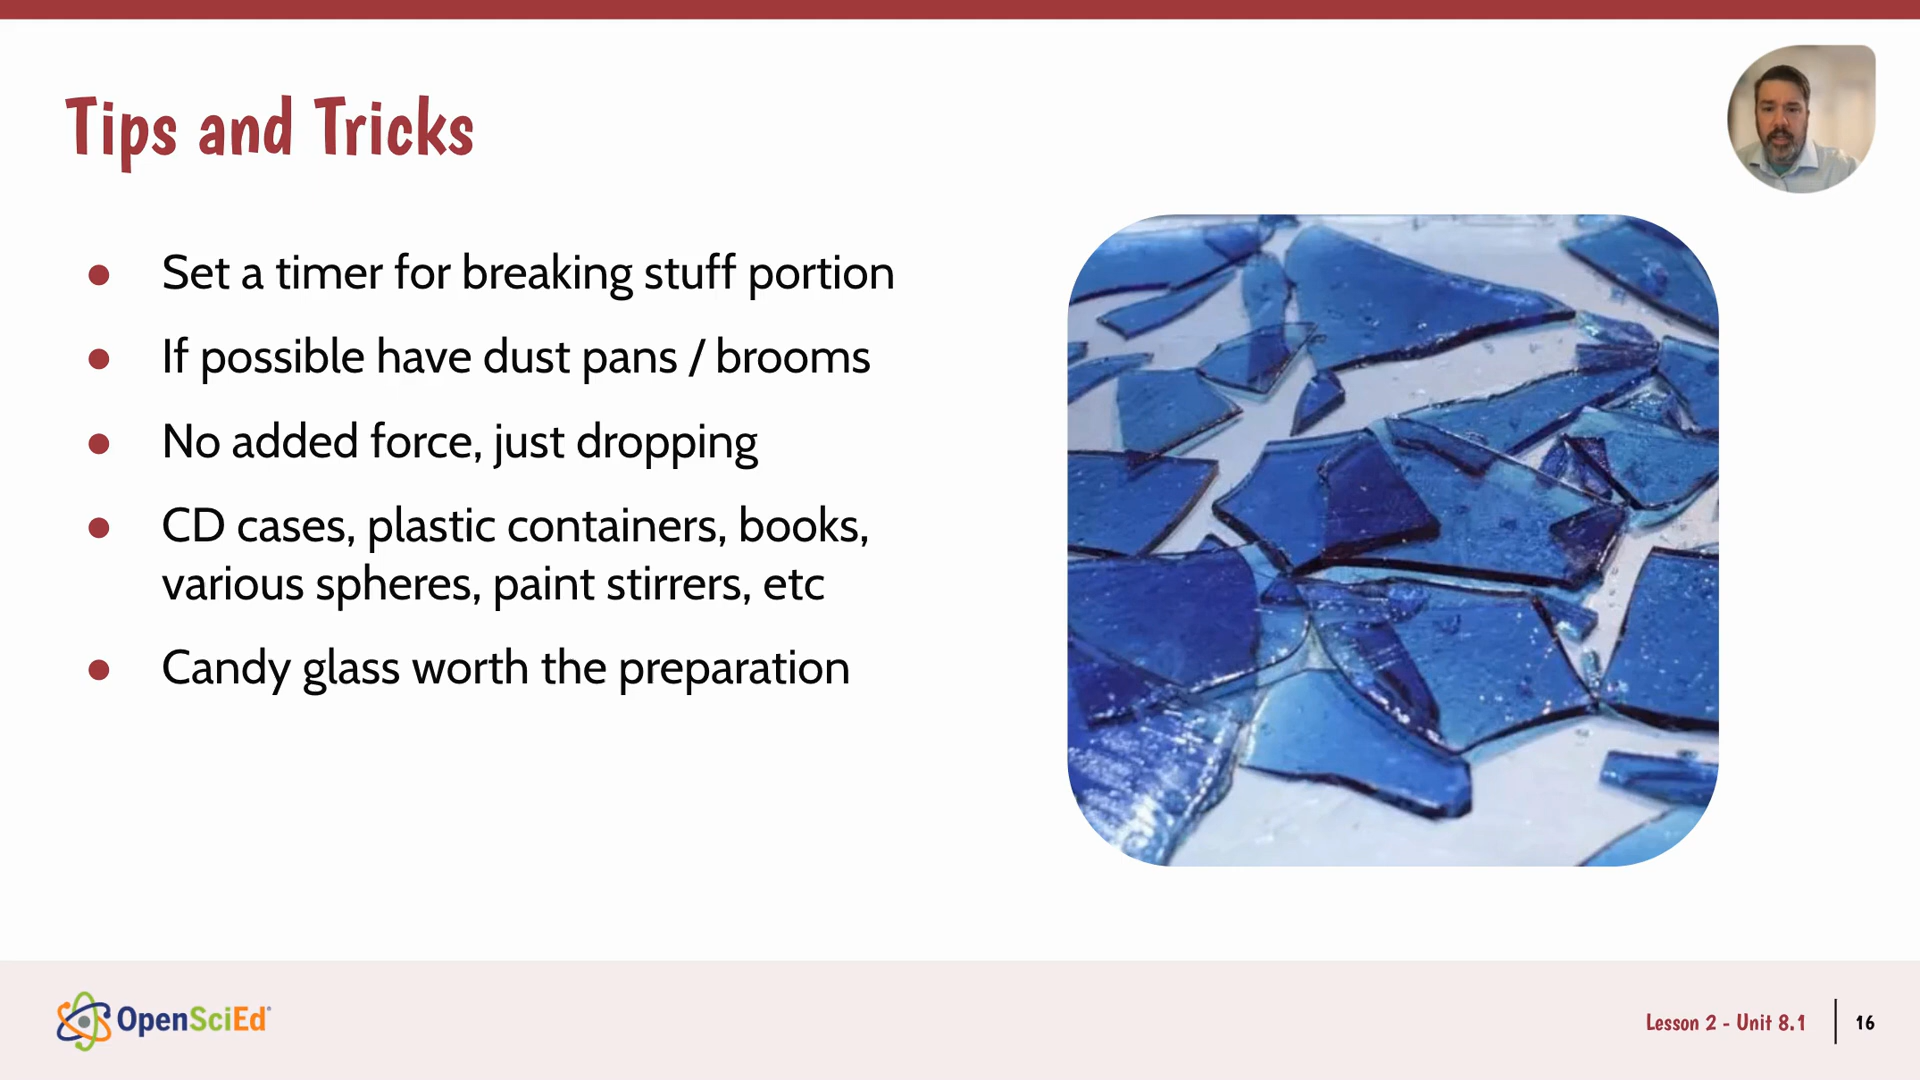 Tips and Tricks
● Set a timer for breaking stuff portion
● If possible have dust pans / brooms
● No added force, just dropping
● CD cases, plastic containers, books,
various spheres, paint stirrers, etc
● Candy glass worth the preparation
OpenSciEd®
Lesson 2 - Unit 8.1 | 16